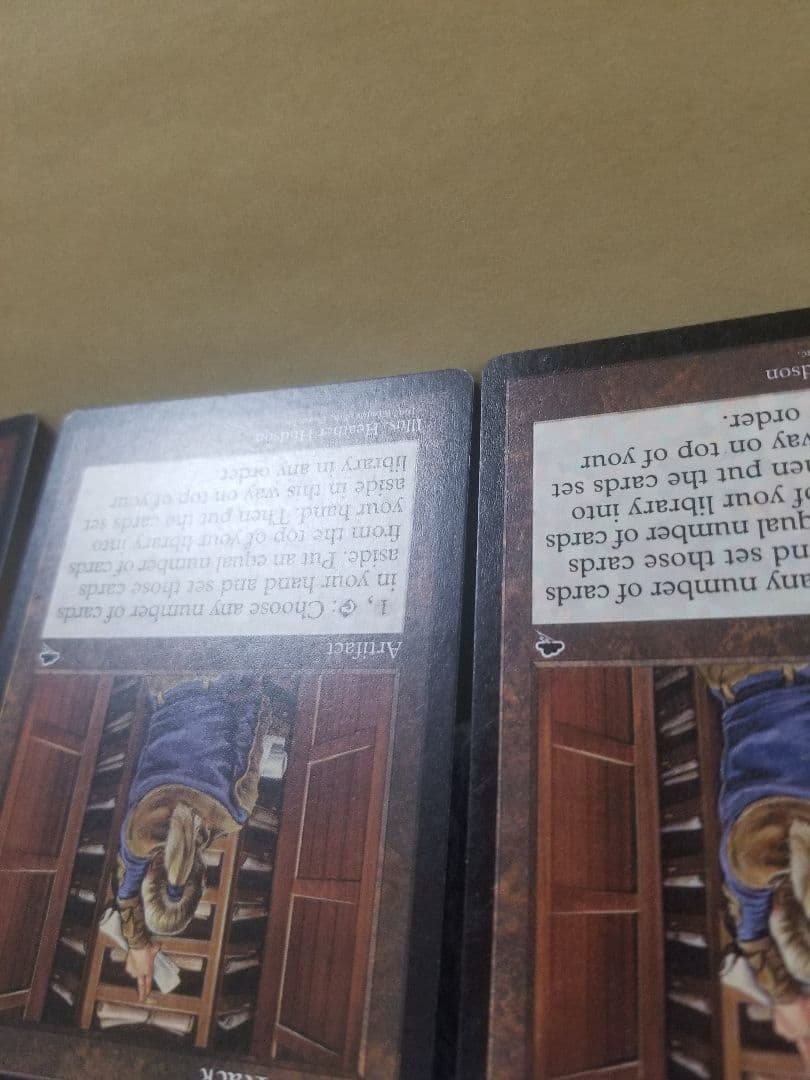 any number of cards
nd set those cards
qual number of cards
f your library into
en put the cards set
ay on top of your
order.
dson
Rack
Artifact
1, : Choose any number of cards
in your hand and set those cards
aside. Put an equal number of cards
from the top of your library into
your hand. Then put the cards set
aside in this way on top of your
library in any order.
Illus. Heather Hudson